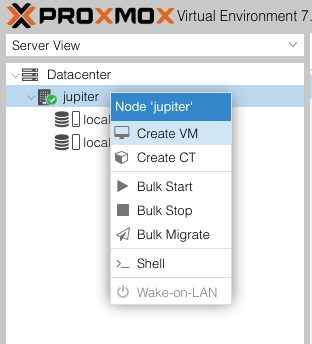 PROXMOX Virtual Environment 7.
Server View
Datacenter
jupiter
Node 'jupiter'
local
Create VM
local
Create CT
Bulk Start
Bulk Stop
Bulk Migrate
Shell
Wake-on-LAN